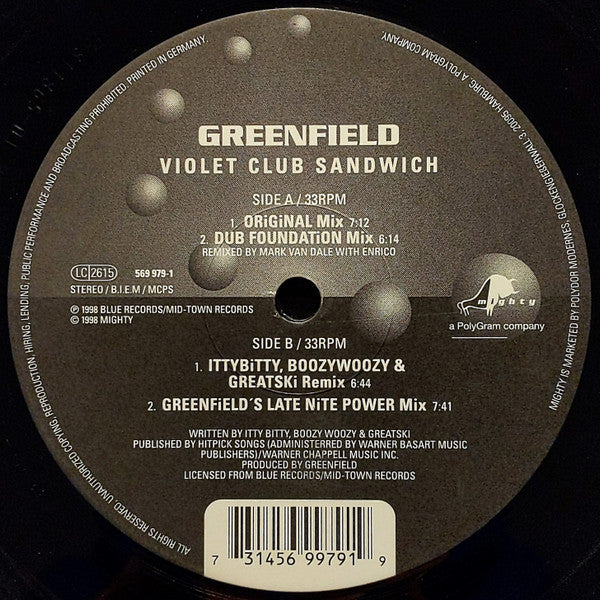 GREENFIELD
VIOLET CLUB SANDWICH
SIDE A / 33RPM
1. ORiGiNAL Mix 7:12
2. DUB FOUNDATiON Mix 6:14
REMIXED BY MARK VAN DALE WITH ENRICO
LC 2615 569 979-1
STEREO / B.I.E.M / MCPS
℗ 1998 BLUE RECORDS/MID-TOWN RECORDS
© 1998 MIGHTY
mighty
a PolyGram company
SIDE B / 33RPM
1. ITTYBiTTY, BOOZYWOOZY &
GREATSKi Remix 6:44
2. GREENFiELD´S LATE NiTE POWER Mix 7:41
WRITTEN BY ITTY BITTY, BOOZY WOOZY & GREATSKI
PUBLISHED BY HITPICK SONGS (ADMINISTERED BY WARNER BASART MUSIC
PUBLISHERS)/WARNER CHAPPELL MUSIC INC.
PRODUCED BY GREENFIELD
LICENSED FROM BLUE RECORDS/MID-TOWN RECORDS
7 31456 99791 9
ALL RIGHTS RESERVED. UNAUTHORIZED COPYING, REPRODUCTION, HIRING, LENDING, PUBLIC PERFORMANCE AND BROADCASTING PROHIBITED. PRINTED IN GERMANY.
MIGHTY IS MARKETED BY POLYDOR MODERNES, GLOCKENGIESSERWALL 3, 20095 HAMBURG, A POLYGRAM COMPANY.